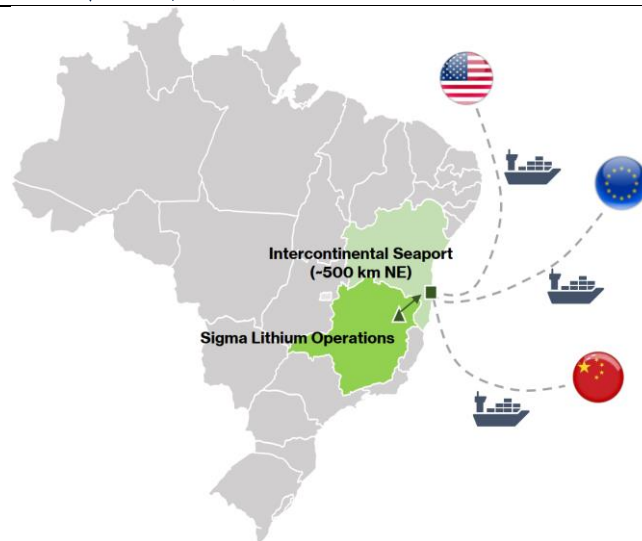 Intercontinental Seaport
(~500 km NE)
Sigma Lithium Operations